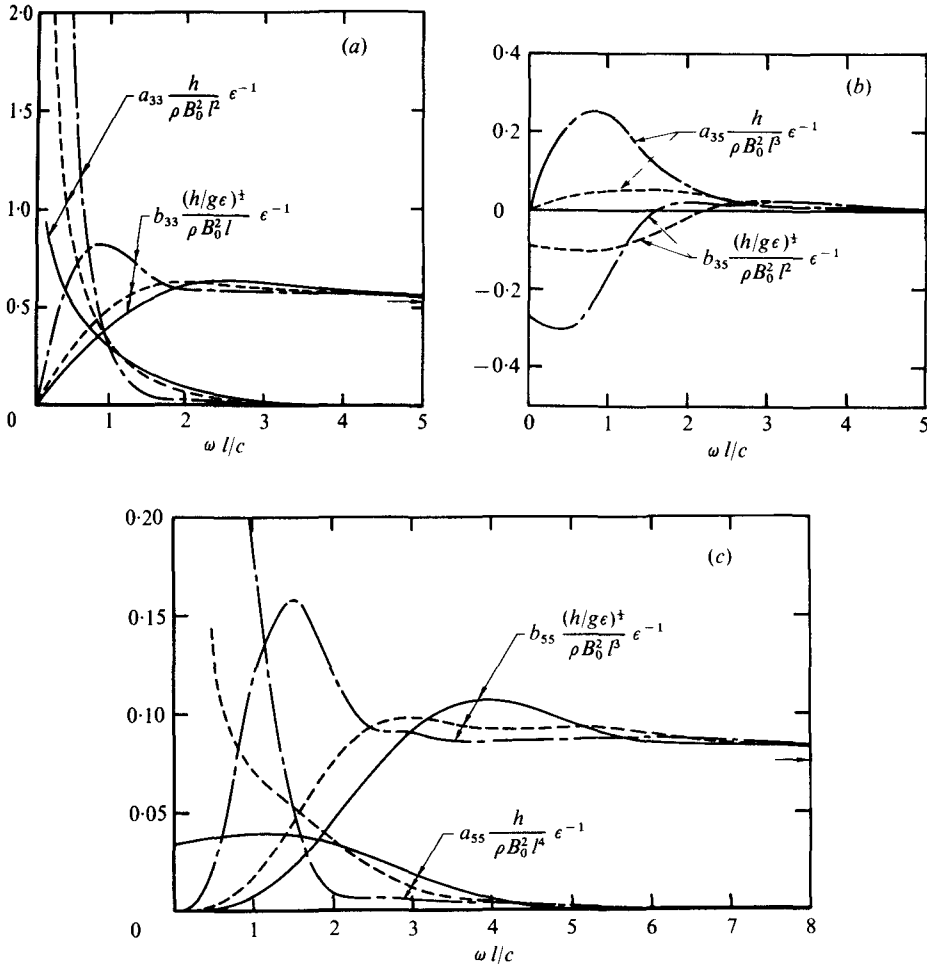 2·0
1·5
1·0
0·5
0
(a)
a₃₃ h/(ρB₀²l²) ϵ⁻¹
b₃₃ (h/gϵ)^½/(ρB₀²l) ϵ⁻¹
1 2 3 4 5
ω l/c
0·4
0·2
0
−0·2
−0·4
(b)
a₃₅ h/(ρB₀²l³) ϵ⁻¹
b₃₅ (h/gϵ)^½/(ρB₀²l²) ϵ⁻¹
0 1 2 3 4 5
ω l/c
0·20
0·15
0·10
0·05
0
(c)
b₅₅ (h/gϵ)^½/(ρB₀²l³) ϵ⁻¹
a₅₅ h/(ρB₀²l⁴) ϵ⁻¹
1 2 3 4 5 6 7 8
ω l/c